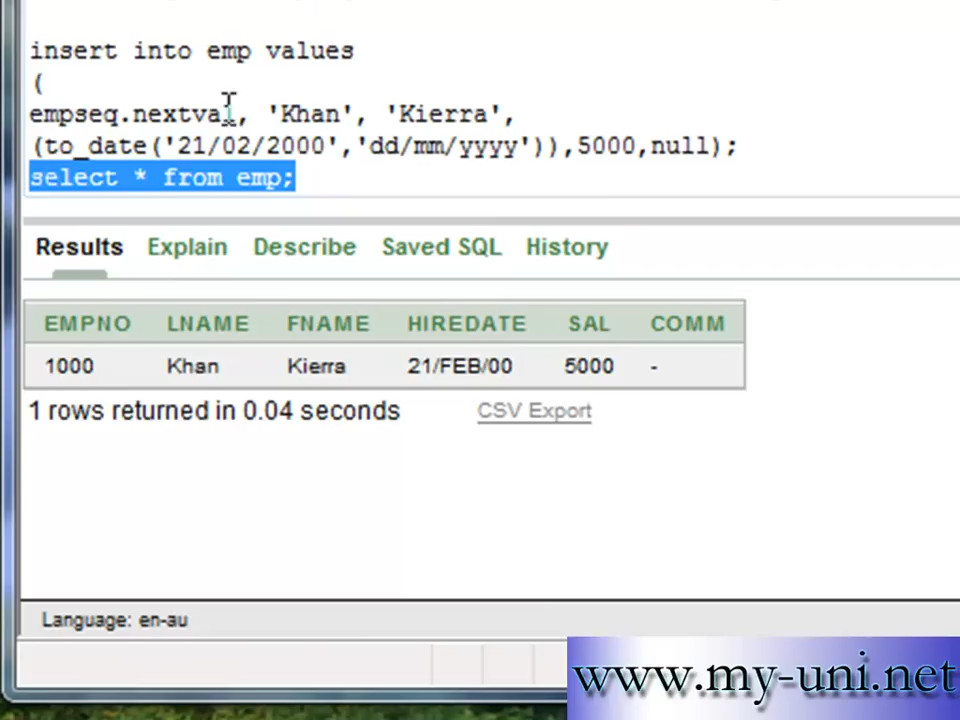 insert into emp values
(
empseq.nextval, 'Khan', 'Kierra',
(to_date('21/02/2000','dd/mm/yyyy')),5000,null);
select * from emp;
Results Explain Describe Saved SQL History
EMPNO LNAME FNAME HIREDATE SAL COMM
1000 Khan Kierra 21/FEB/00 5000 -
1 rows returned in 0.04 seconds CSV Export
Language: en-au
www.my-uni.net